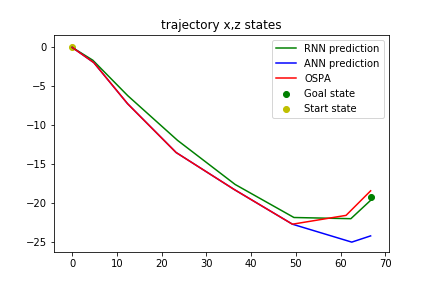 trajectory x,z states
RNN prediction
ANN prediction
OSPA
Goal state
Start state
0
−5
−10
−15
−20
−25
0 10 20 30 40 50 60 70